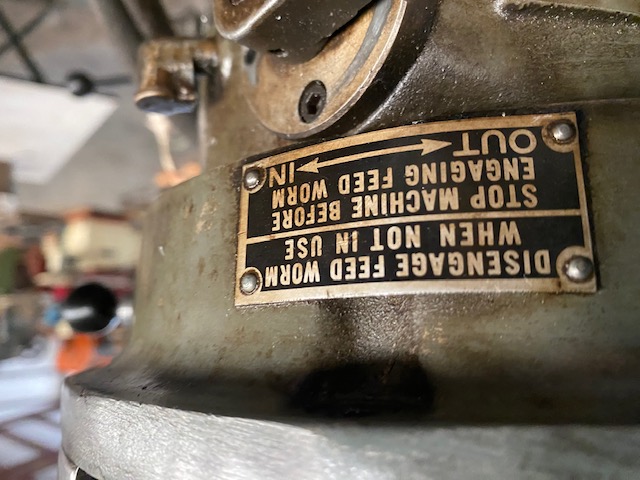 DISENGAGE FEED WORM
WHEN NOT IN USE
STOP MACHINE BEFORE
ENGAGING FEED WORM
OUT IN